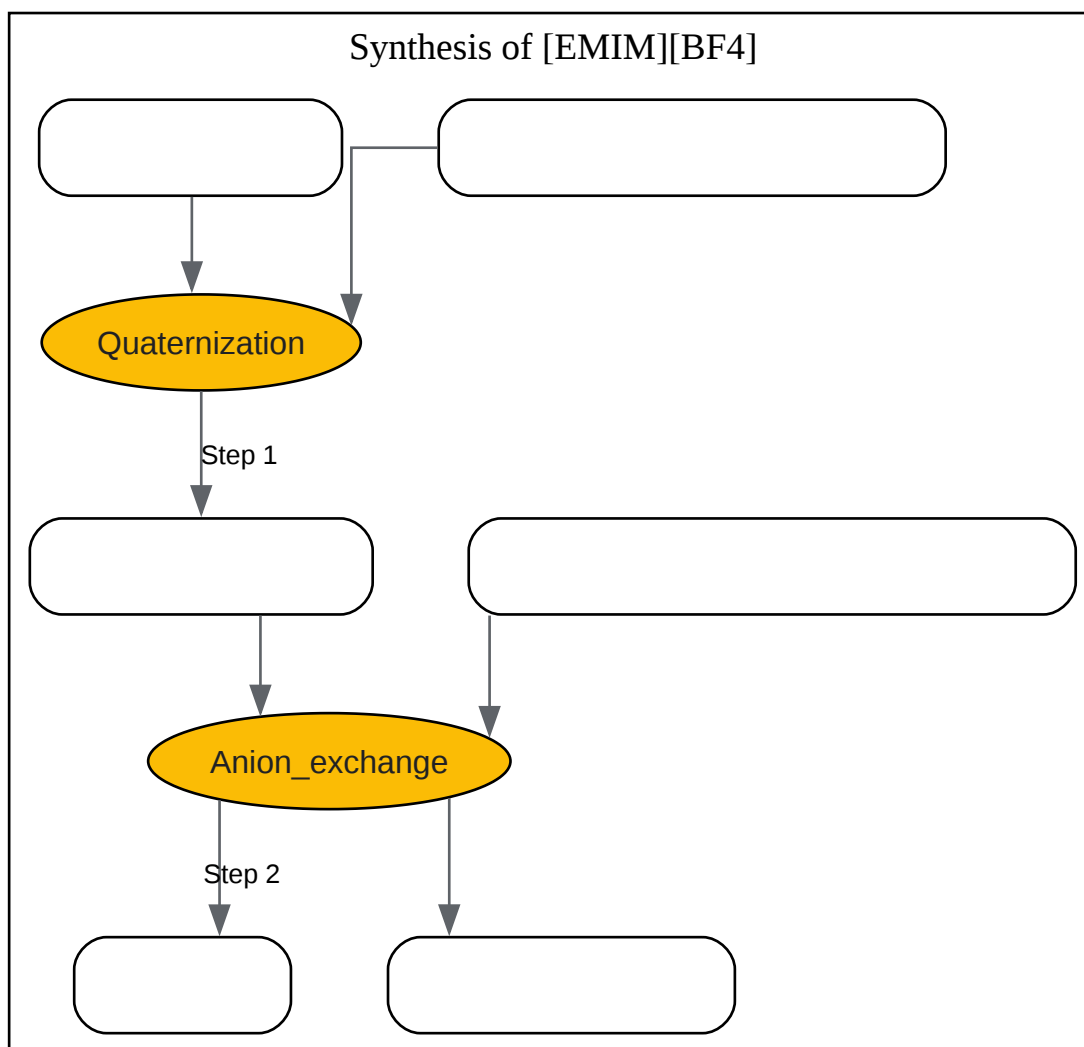 Synthesis of [EMIM][BF4]
Quaternization
Step 1
Anion_exchange
Step 2